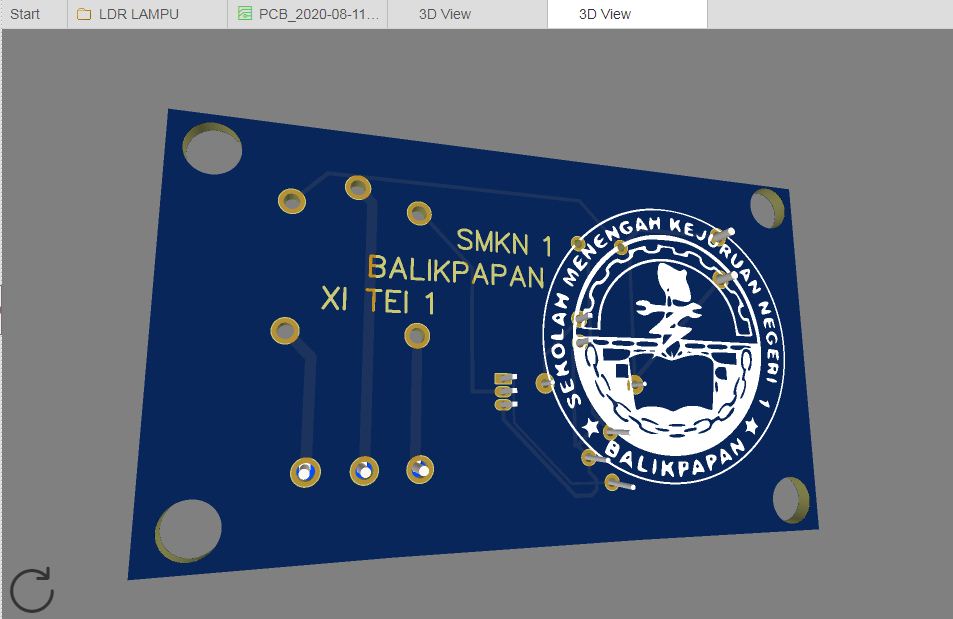 Start
LDR LAMPU
PCB_2020-08-11...
3D View
3D View
SMKN 1
BALIKPAPAN
XI TEI 1
SEKOLAH MENENGAH KEJURUAN NEGERI 1
BALIKPAPAN